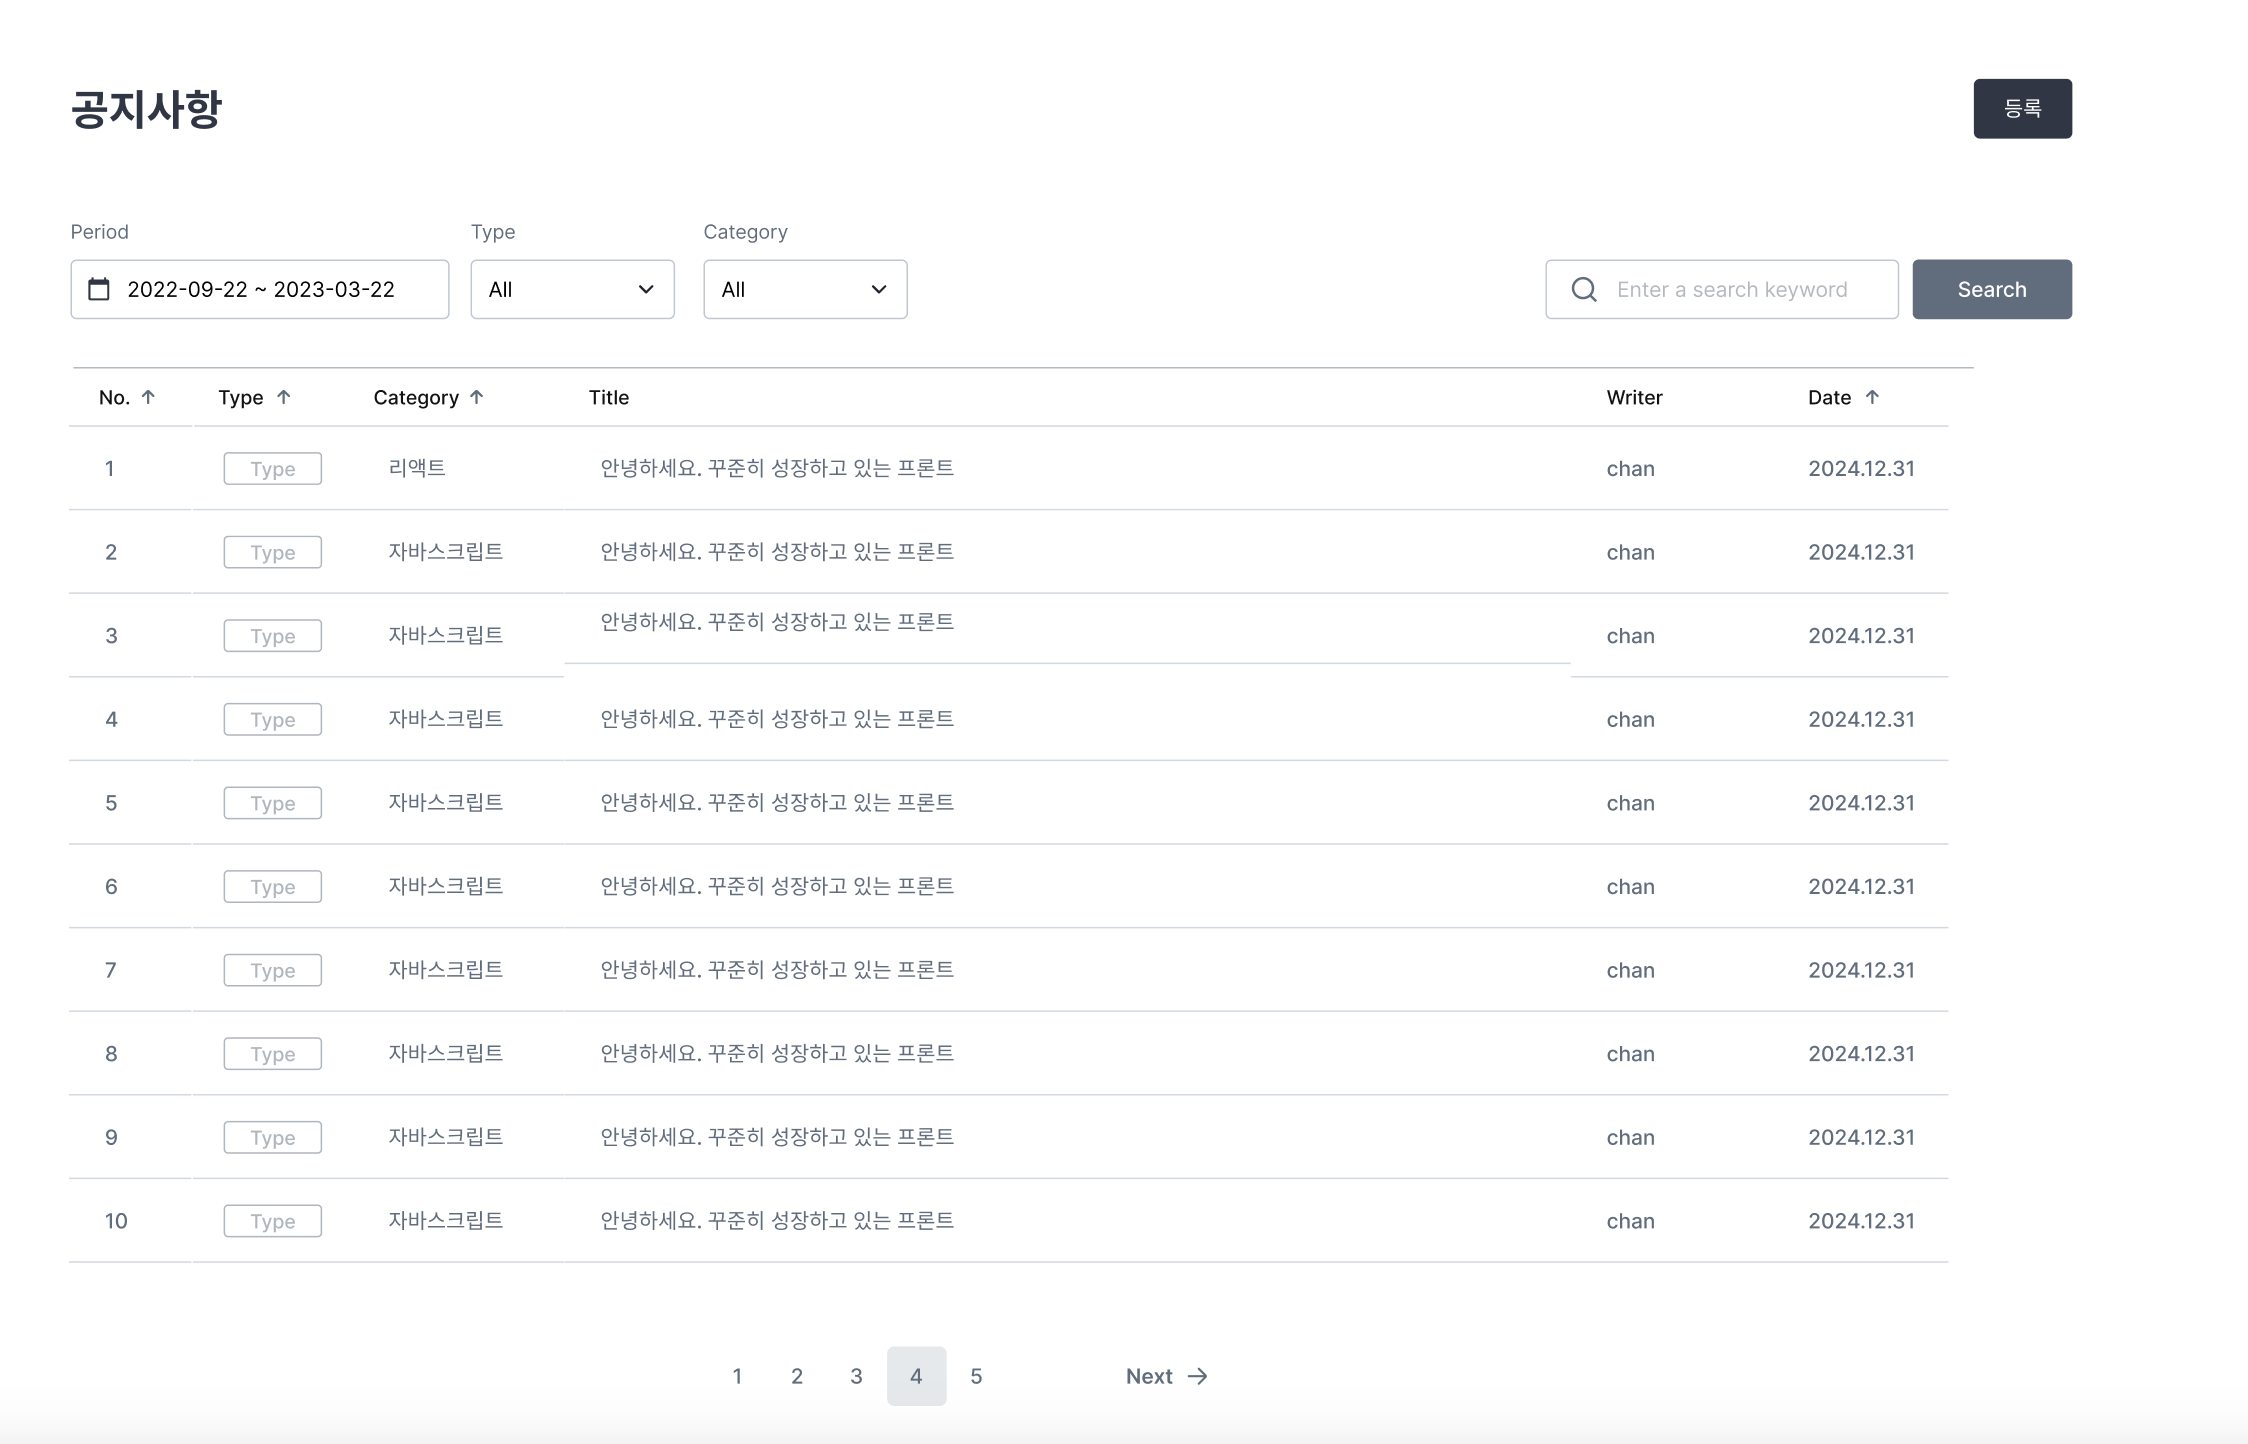 공지사항
등록
Period Type Category
2022-09-22 ~ 2023-03-22 All All Enter a search keyword Search
No. ↑ Type ↑ Category ↑ Title Writer Date ↑
1 Type 리액트 안녕하세요. 꾸준히 성장하고 있는 프론트 chan 2024.12.31
2 Type 자바스크립트 안녕하세요. 꾸준히 성장하고 있는 프론트 chan 2024.12.31
3 Type 자바스크립트 안녕하세요. 꾸준히 성장하고 있는 프론트 chan 2024.12.31
4 Type 자바스크립트 안녕하세요. 꾸준히 성장하고 있는 프론트 chan 2024.12.31
5 Type 자바스크립트 안녕하세요. 꾸준히 성장하고 있는 프론트 chan 2024.12.31
6 Type 자바스크립트 안녕하세요. 꾸준히 성장하고 있는 프론트 chan 2024.12.31
7 Type 자바스크립트 안녕하세요. 꾸준히 성장하고 있는 프론트 chan 2024.12.31
8 Type 자바스크립트 안녕하세요. 꾸준히 성장하고 있는 프론트 chan 2024.12.31
9 Type 자바스크립트 안녕하세요. 꾸준히 성장하고 있는 프론트 chan 2024.12.31
10 Type 자바스크립트 안녕하세요. 꾸준히 성장하고 있는 프론트 chan 2024.12.31
1 2 3 4 5 Next →